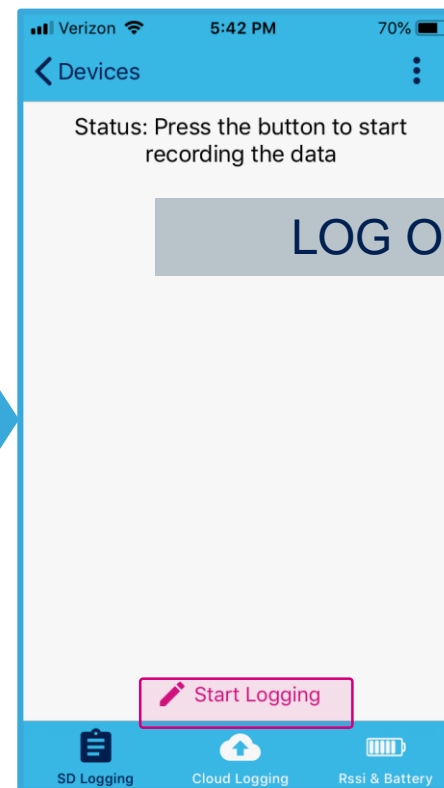 Verizon 5:42 PM 70%
Devices
Status: Press the button to start
recording the data
LOG O
Start Logging
SD Logging Cloud Logging Rssi & Battery